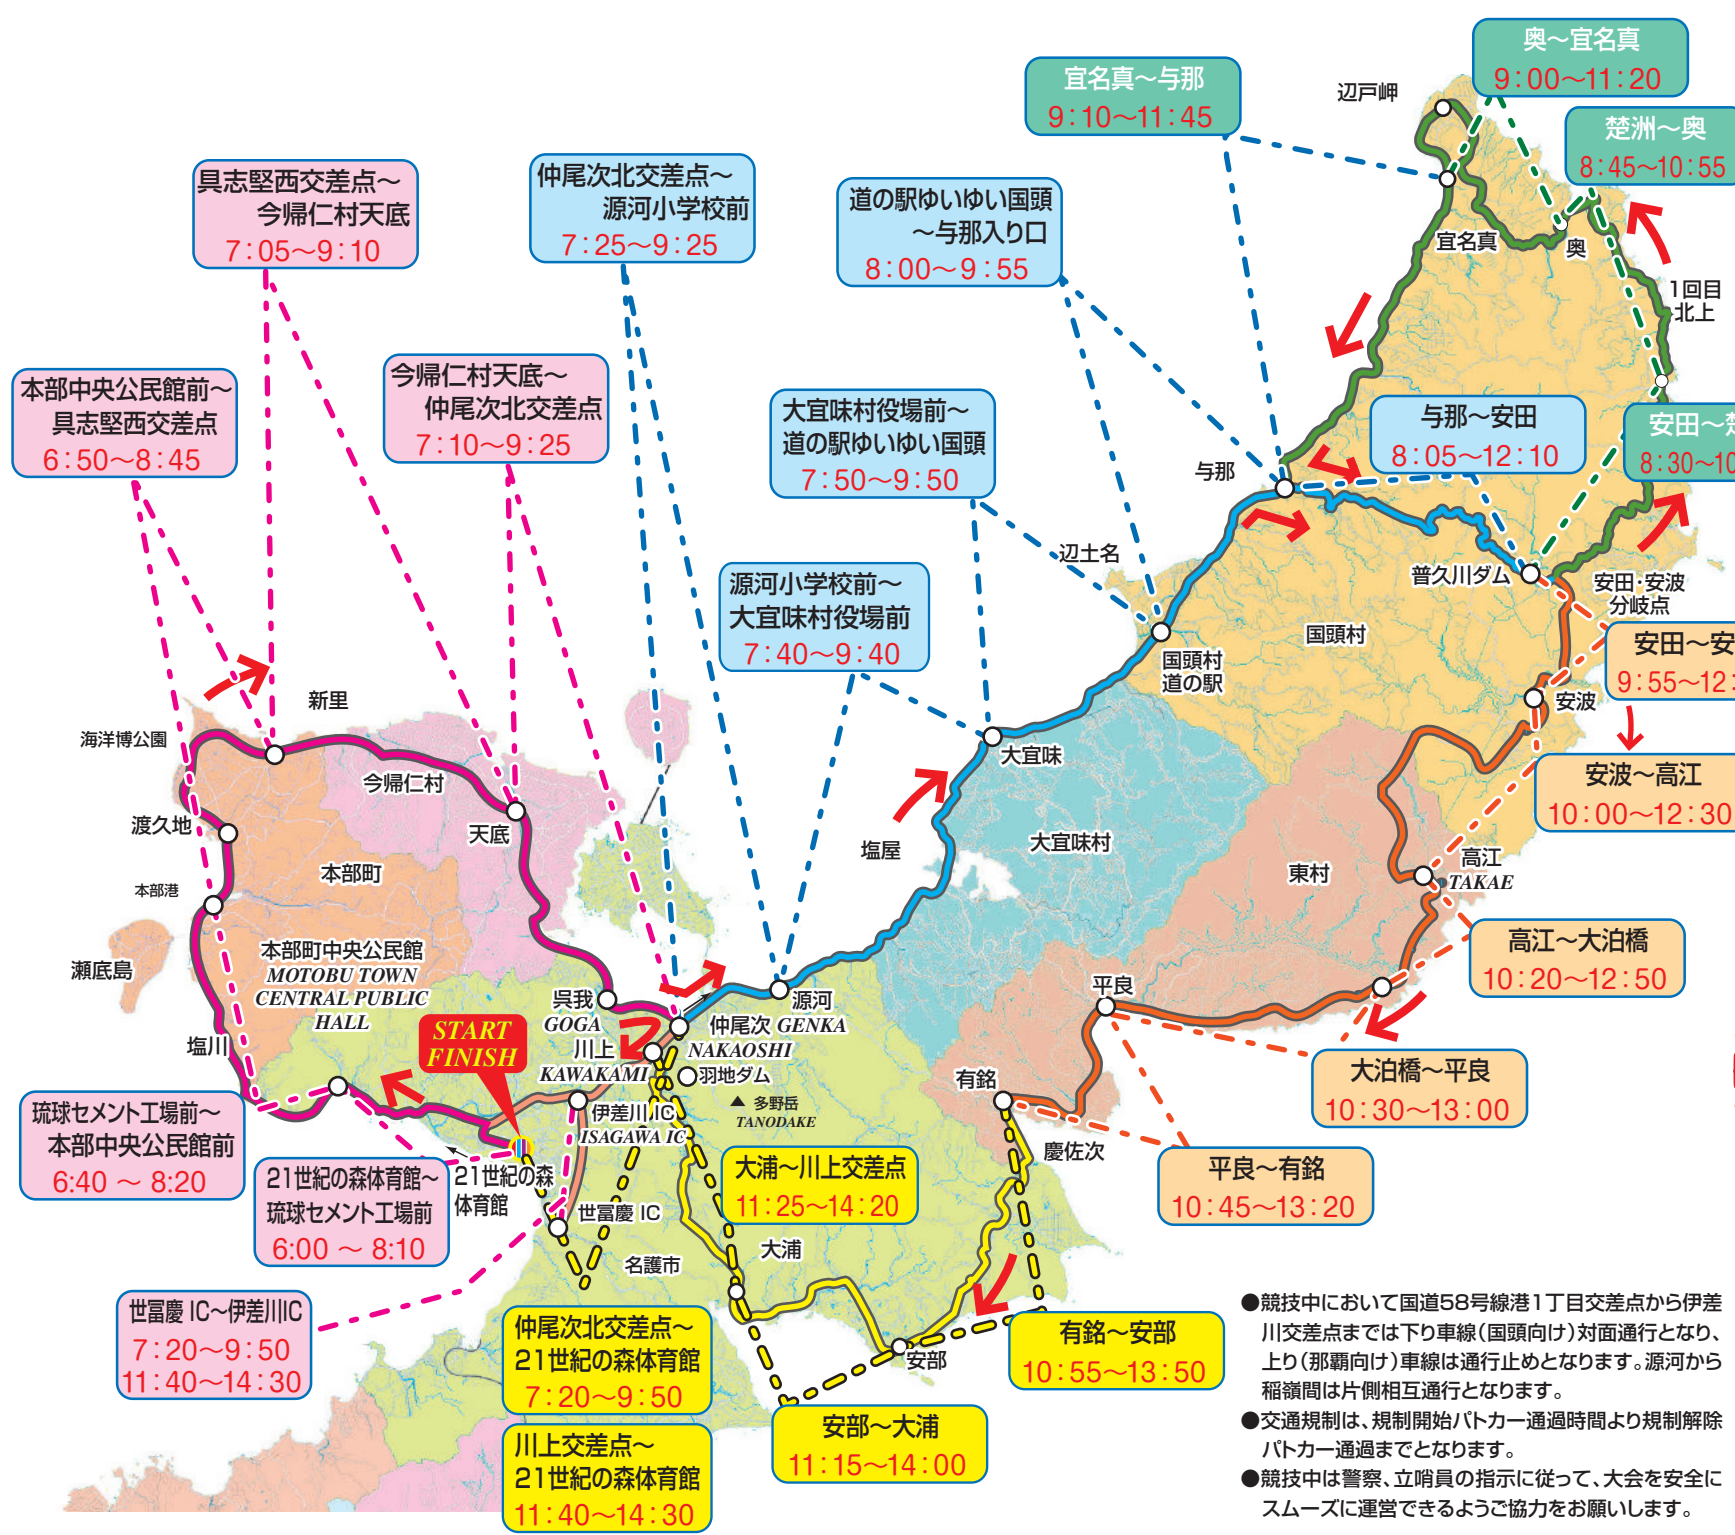 奥～宜名真
9:00～11:20
宜名真～与那
9:10～11:45
辺戸岬
楚洲～奥
8:45～10:55
具志堅西交差点～
今帰仁村天底
7:05～9:10
仲尾次北交差点～
源河小学校前
7:25～9:25
道の駅ゆいゆい国頭
～与那入り口
8:00～9:55
宜名真
奥
1回目
北上
本部中央公民館前～
具志堅西交差点
6:50～8:45
今帰仁村天底～
仲尾次北交差点
7:10～9:25
大宜味村役場前～
道の駅ゆいゆい国頭
7:50～9:50
与那～安田
8:05～12:10
安田～
8:30～10
与那
辺土名
普久川ダム
安田・安波
分岐点
源河小学校前～
大宜味村役場前
7:40～9:40
国頭村
国頭村
道の駅
安田～安
9:55～12:
安波
新里
海洋博公園
大宜味
安波～高江
10:00～12:30
今帰仁村
渡久地
天底
塩屋
大宜味村
高江
TAKAE
東村
本部町
本部港
高江～大泊橋
10:20～12:50
本部町中央公民館
MOTOBU TOWN
CENTRAL PUBLIC
HALL
瀬底島
平良
呉我
GOGA
源河
GENKA
仲尾次
NAKAOSHI
START
FINISH
塩川
川上
KAWAKAMI
羽地ダム
有銘
大泊橋～平良
10:30～13:00
琉球セメント工場前～
本部中央公民館前
6:40 ～ 8:20
伊差川 IC
ISAGAWA IC
多野岳
TANODAKE
慶佐次
21世紀の森体育館～
琉球セメント工場前
6:00 ～ 8:10
21世紀の森
体育館
大浦～川上交差点
11:25～14:20
平良～有銘
10:45～13:20
世冨慶 IC
名護市
大浦
世冨慶 IC～伊差川IC
7:20～9:50
11:40～14:30
仲尾次北交差点～
21世紀の森体育館
7:20～9:50
安部
有銘～安部
10:55～13:50
安部～大浦
11:15～14:00
川上交差点～
21世紀の森体育館
11:40～14:30
●競技中において国道58号線港1丁目交差点から伊差
川交差点までは下り車線（国頭向け）対面通行となり、
上り（那覇向け）車線は通行止めとなります。源河から
稲嶺間は片側相互通行となります。
●交通規制は、規制開始パトカー通過時間より規制解除
パトカー通過までとなります。
●競技中は警察、立哨員の指示に従って、大会を安全に
スムーズに運営できるようご協力をお願いします。